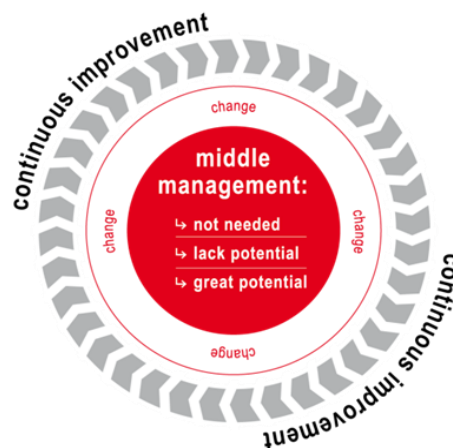 continuous improvement
change
middle
management:
↳ not needed
↳ lack potential
↳ great potential
change
change
change
continuous improvement